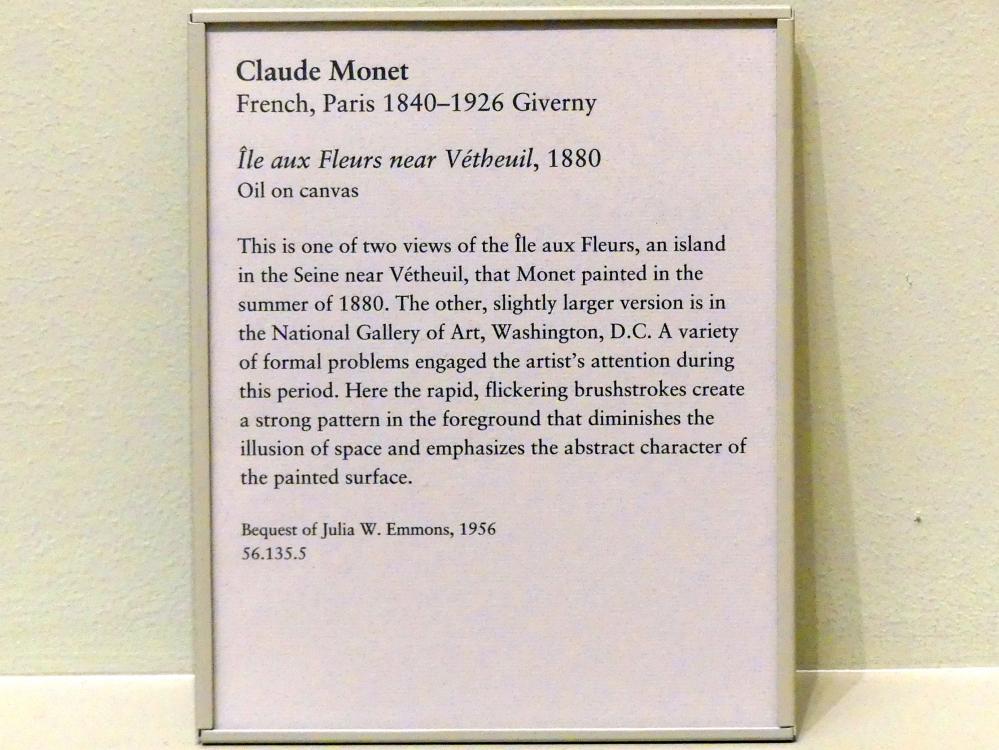 Claude Monet
French, Paris 1840–1926 Giverny
Île aux Fleurs near Vétheuil, 1880
Oil on canvas
This is one of two views of the Île aux Fleurs, an island
in the Seine near Vétheuil, that Monet painted in the
summer of 1880. The other, slightly larger version is in
the National Gallery of Art, Washington, D.C. A variety
of formal problems engaged the artist's attention during
this period. Here the rapid, flickering brushstrokes create
a strong pattern in the foreground that diminishes the
illusion of space and emphasizes the abstract character of
the painted surface.
Bequest of Julia W. Emmons, 1956
56.135.5